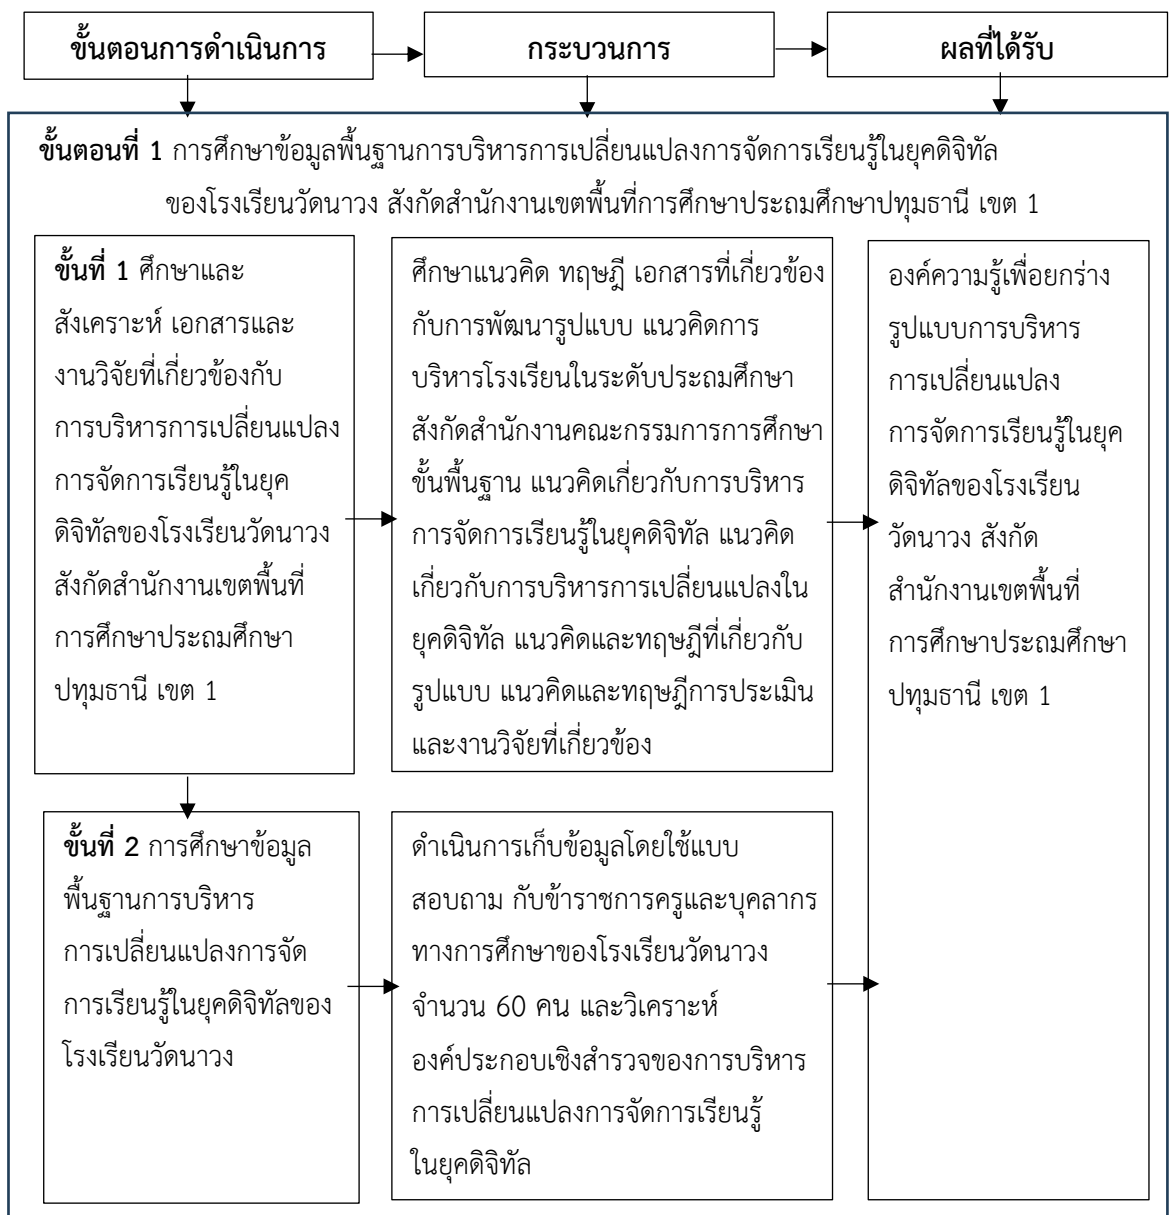 ขั้นตอนการดำเนินการ
กระบวนการ
ผลที่ได้รับ
ขั้นตอนที่ 1 การศึกษาข้อมูลพื้นฐานการบริหารการเปลี่ยนแปลงการจัดการเรียนรู้ในยุคดิจิทัล
ของโรงเรียนวัดนาวง สังกัดสำนักงานเขตพื้นที่การศึกษาประถมศึกษาปทุมธานี เขต 1
ขั้นที่ 1 ศึกษาและ
สังเคราะห์ เอกสารและ
งานวิจัยที่เกี่ยวข้องกับ
การบริหารการเปลี่ยนแปลง
การจัดการเรียนรู้ในยุค
ดิจิทัลของโรงเรียนวัดนาวง
สังกัดสำนักงานเขตพื้นที่
การศึกษาประถมศึกษา
ปทุมธานี เขต 1
ศึกษาแนวคิด ทฤษฎี เอกสารที่เกี่ยวข้อง
กับการพัฒนารูปแบบ แนวคิดการ
บริหารโรงเรียนในระดับประถมศึกษา
สังกัดสำนักงานคณะกรรมการการศึกษา
ขั้นพื้นฐาน แนวคิดเกี่ยวกับการบริหาร
การจัดการเรียนรู้ในยุคดิจิทัล แนวคิด
เกี่ยวกับการบริหารการเปลี่ยนแปลงใน
ยุคดิจิทัล แนวคิดและทฤษฎีที่เกี่ยวกับ
รูปแบบ แนวคิดและทฤษฎีการประเมิน
และงานวิจัยที่เกี่ยวข้อง
องค์ความรู้เพื่อยกร่าง
รูปแบบการบริหาร
การเปลี่ยนแปลง
การจัดการเรียนรู้ในยุค
ดิจิทัลของโรงเรียน
วัดนาวง สังกัด
สำนักงานเขตพื้นที่
การศึกษาประถมศึกษา
ปทุมธานี เขต 1
ขั้นที่ 2 การศึกษาข้อมูล
พื้นฐานการบริหาร
การเปลี่ยนแปลงการจัด
การเรียนรู้ในยุคดิจิทัลของ
โรงเรียนวัดนาวง
ดำเนินการเก็บข้อมูลโดยใช้แบบ
สอบถาม กับข้าราชการครูและบุคลากร
ทางการศึกษาของโรงเรียนวัดนาวง
จำนวน 60 คน และวิเคราะห์
องค์ประกอบเชิงสำรวจของการบริหาร
การเปลี่ยนแปลงการจัดการเรียนรู้
ในยุคดิจิทัล